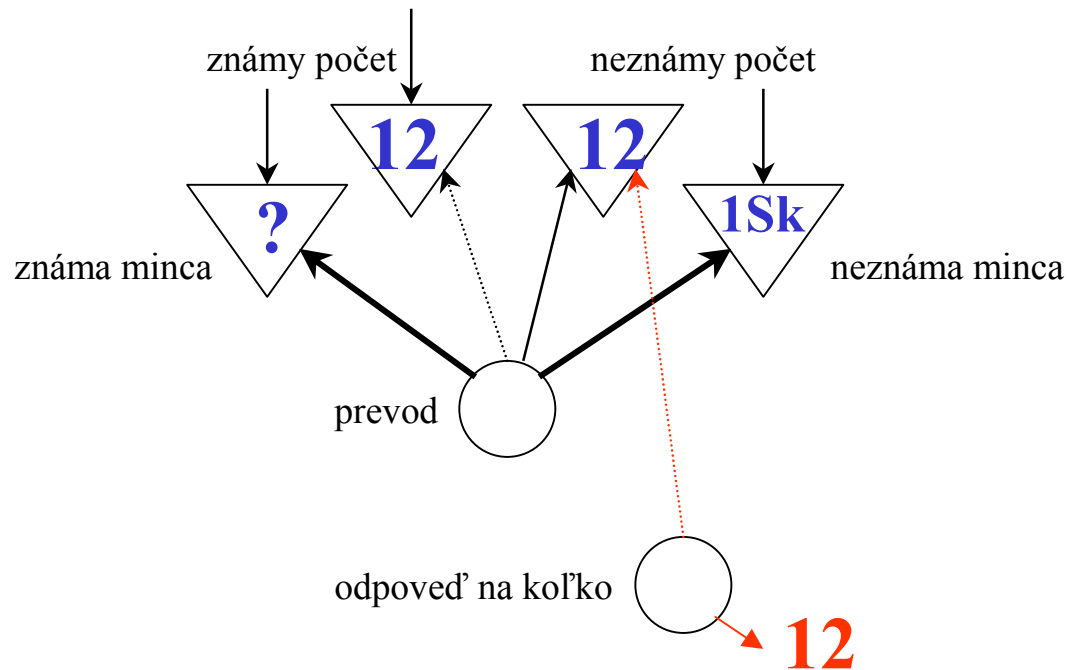 známy počet
neznámy počet
12
12
?
1Sk
známa minca
neznáma minca
prevod
odpoveď na koľko
12